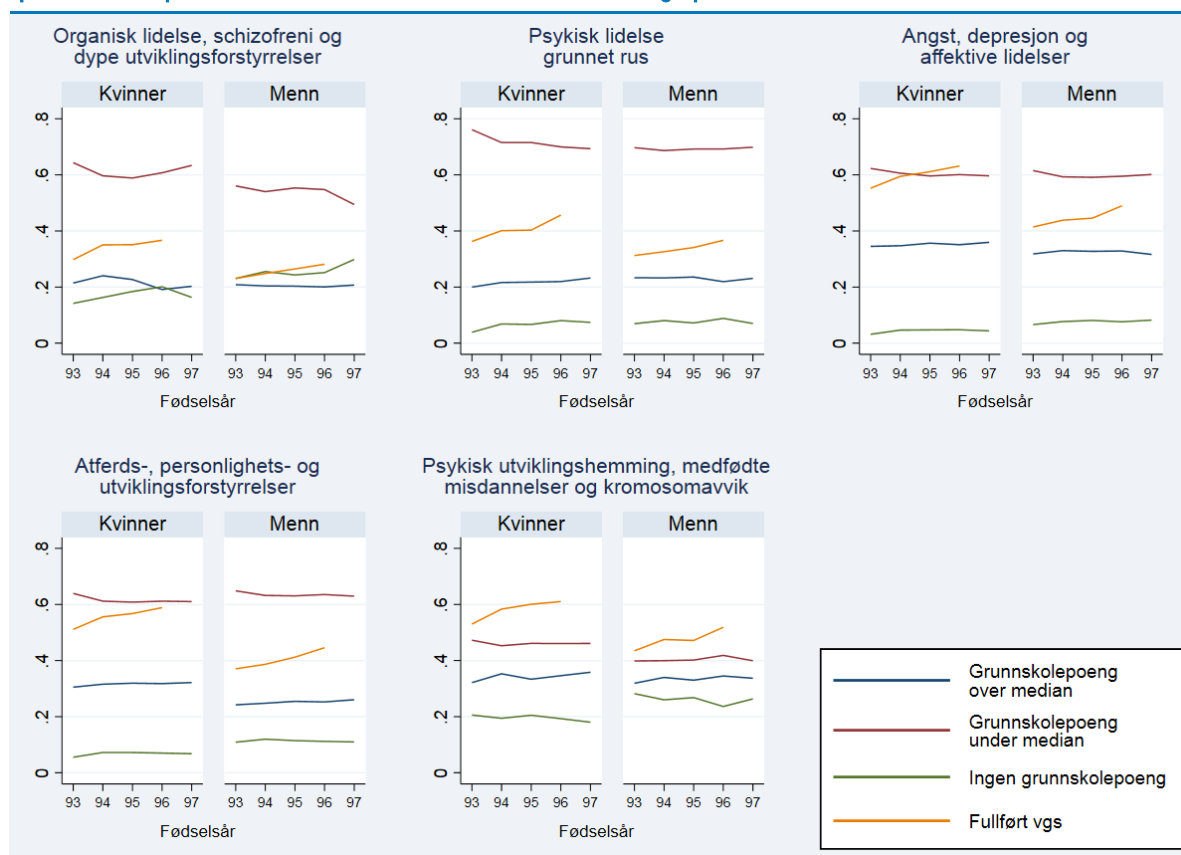 Organisk lidelse, schizofreni og
dype utviklingsforstyrrelser
Kvinner Menn
.8
.6
.4
.2
0
93 94 95 96 97 93 94 95 96 97
Fødselsår
Psykisk lidelse
grunnet rus
Kvinner Menn
.8
.6
.4
.2
0
93 94 95 96 97 93 94 95 96 97
Fødselsår
Angst, depresjon og
affektive lidelser
Kvinner Menn
.8
.6
.4
.2
0
93 94 95 96 97 93 94 95 96 97
Fødselsår
Atferds-, personlighets- og
utviklingsforstyrrelser
Kvinner Menn
.8
.6
.4
.2
0
93 94 95 96 97 93 94 95 96 97
Fødselsår
Psykisk utviklingshemming, medfødte
misdannelser og kromosomavvik
Kvinner Menn
.8
.6
.4
.2
0
93 94 95 96 97 93 94 95 96 97
Fødselsår
Grunnskolepoeng
over median
Grunnskolepoeng
under median
Ingen grunnskolepoeng
Fullført vgs